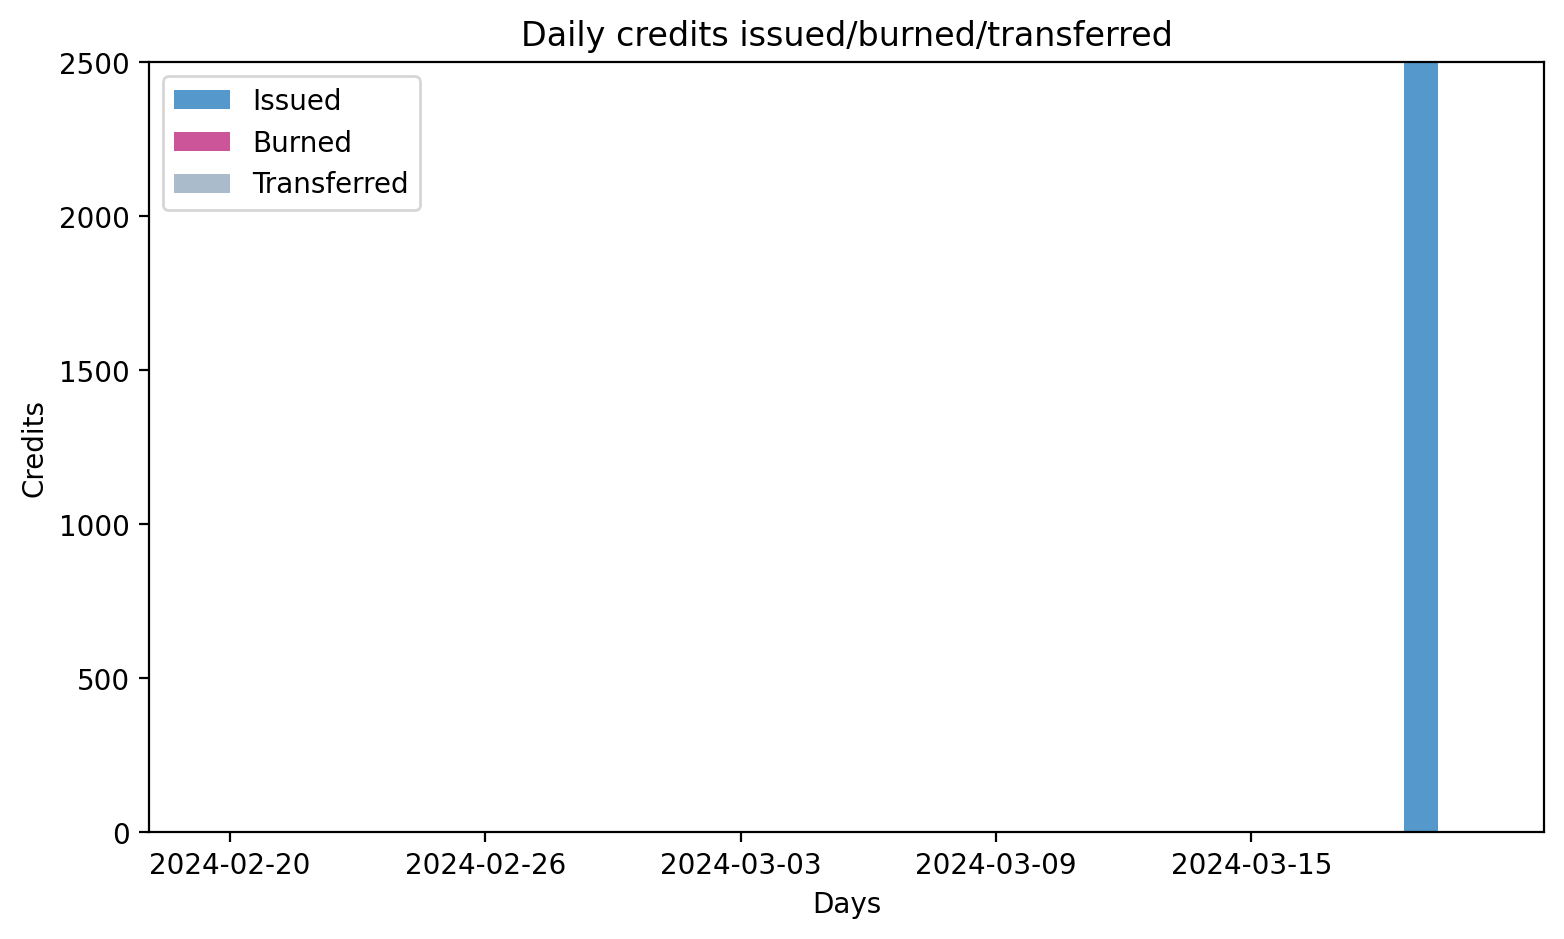 Daily credits issued/burned/transferred
Issued
Burned
Transferred
2500
2000
1500
1000
500
0
Credits
2024-02-20 2024-02-26 2024-03-03 2024-03-09 2024-03-15
Days